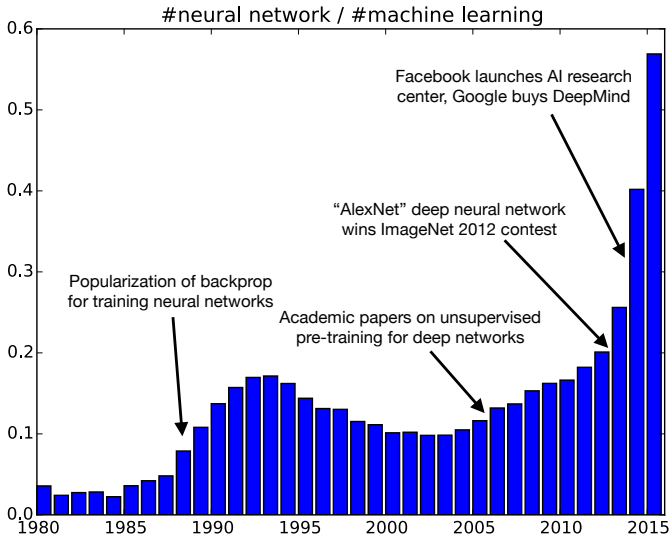 #neural network / #machine learning
0.6
0.5
0.4
0.3
0.2
0.1
0.0
Facebook launches AI research
center, Google buys DeepMind
“AlexNet” deep neural network
wins ImageNet 2012 contest
Popularization of backprop
for training neural networks
Academic papers on unsupervised
pre-training for deep networks
1980 1985 1990 1995 2000 2005 2010 2015